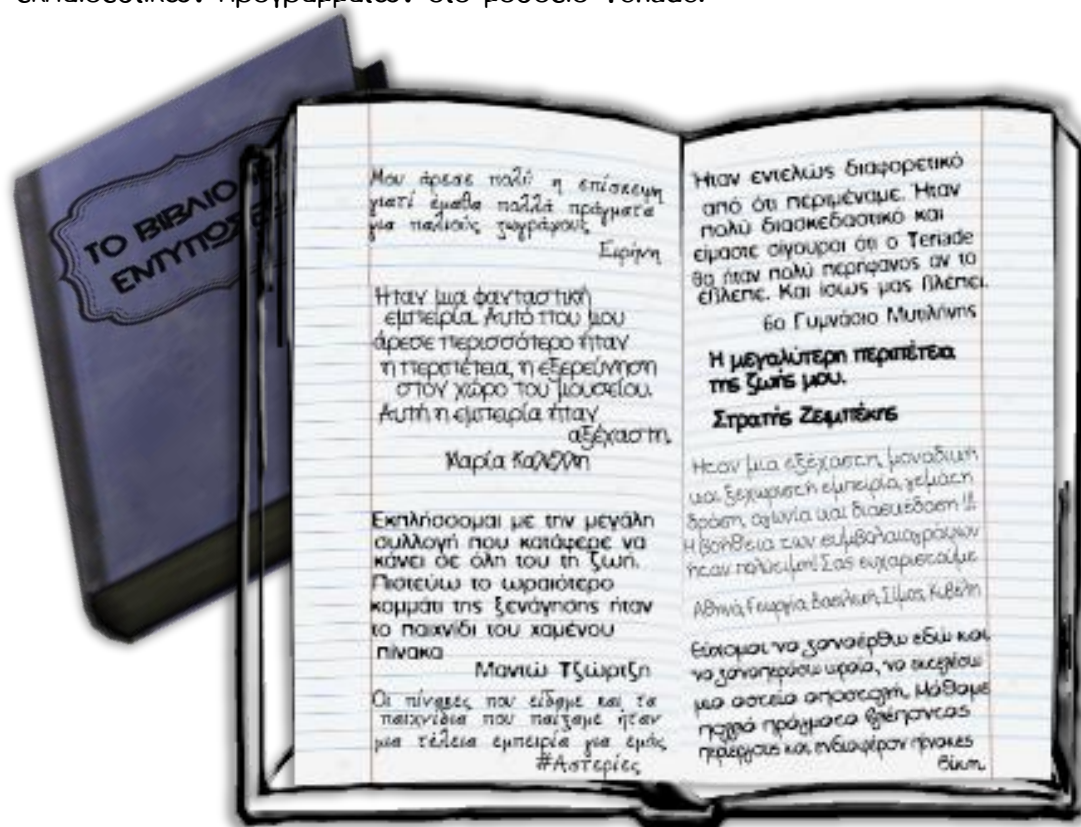 εκπαιδευτικών προγραμμάτων στο μουσείο Teriade.
ΤΟ ΒΙΒΛΙΟ
ΕΝΤΥΠΩΣΕ
Μου άρεσε πολύ η επίσκεψη
γιατί έμαθα πολλά πράγματα
για παλιούς ζωγράφους
Ειρήνη
Ήταν μια φανταστική
εμπειρία. Αυτό που μου
άρεσε περισσότερο ήταν
η περιπέτεια, η εξερεύνηση
στον χώρο του μουσείου.
Αυτή η εμπειρία ήταν
αξέχαστη.
Μαρία Καλέλλη
Εκπλήσσομαι με την μεγάλη
συλλογή που κατάφερε να
κάνει σε όλη του τη ζωή.
Πιστεύω το ωραιότερο
κομμάτι της ξενάγησης ήταν
το παιχνίδι του χαμένου
πίνακα
Μανιώ Τζώρτζη
Οι πίνακες που είδαμε και τα
παιχνίδια που παίξαμε ήταν
μια τέλεια εμπειρία για εμάς
#Αστερίες
Ήταν εντελώς διαφορετικό
από ότι περιμέναμε. Ήταν
πολύ διασκεδαστικό και
είμαστε σίγουροι ότι ο Teriade
θα ήταν πολύ περήφανος αν το
έβλεπε. Και ίσως μας βλέπει.
6ο Γυμνάσιο Μυτιλήνης
Η μεγαλύτερη περιπέτεια
της ζωής μου.
Στρατής Ζεμπέκης
Ήταν μια εξέχαστη, μοναδική
και ξεχωριστή εμπειρία, γεμάτη
δράση, αγωνία και διασκέδαση !!!
Η βοήθεια των συμβολαιογράφων
ήταν πολύτιμη! Σας ευχαριστούμε
Αθηνά, Γεωργία, Βασιλική, Σίμος, Κυβέλη
Εύχομαι να ξαναέρθω εδώ και
να ξαναπεράσω ωραία, να εκτελέσω
μια αστεία αποστολή. Μάθαμε
πολλά πράγματα βλέποντας
περίεργους και ενδιαφέρον πίνακες